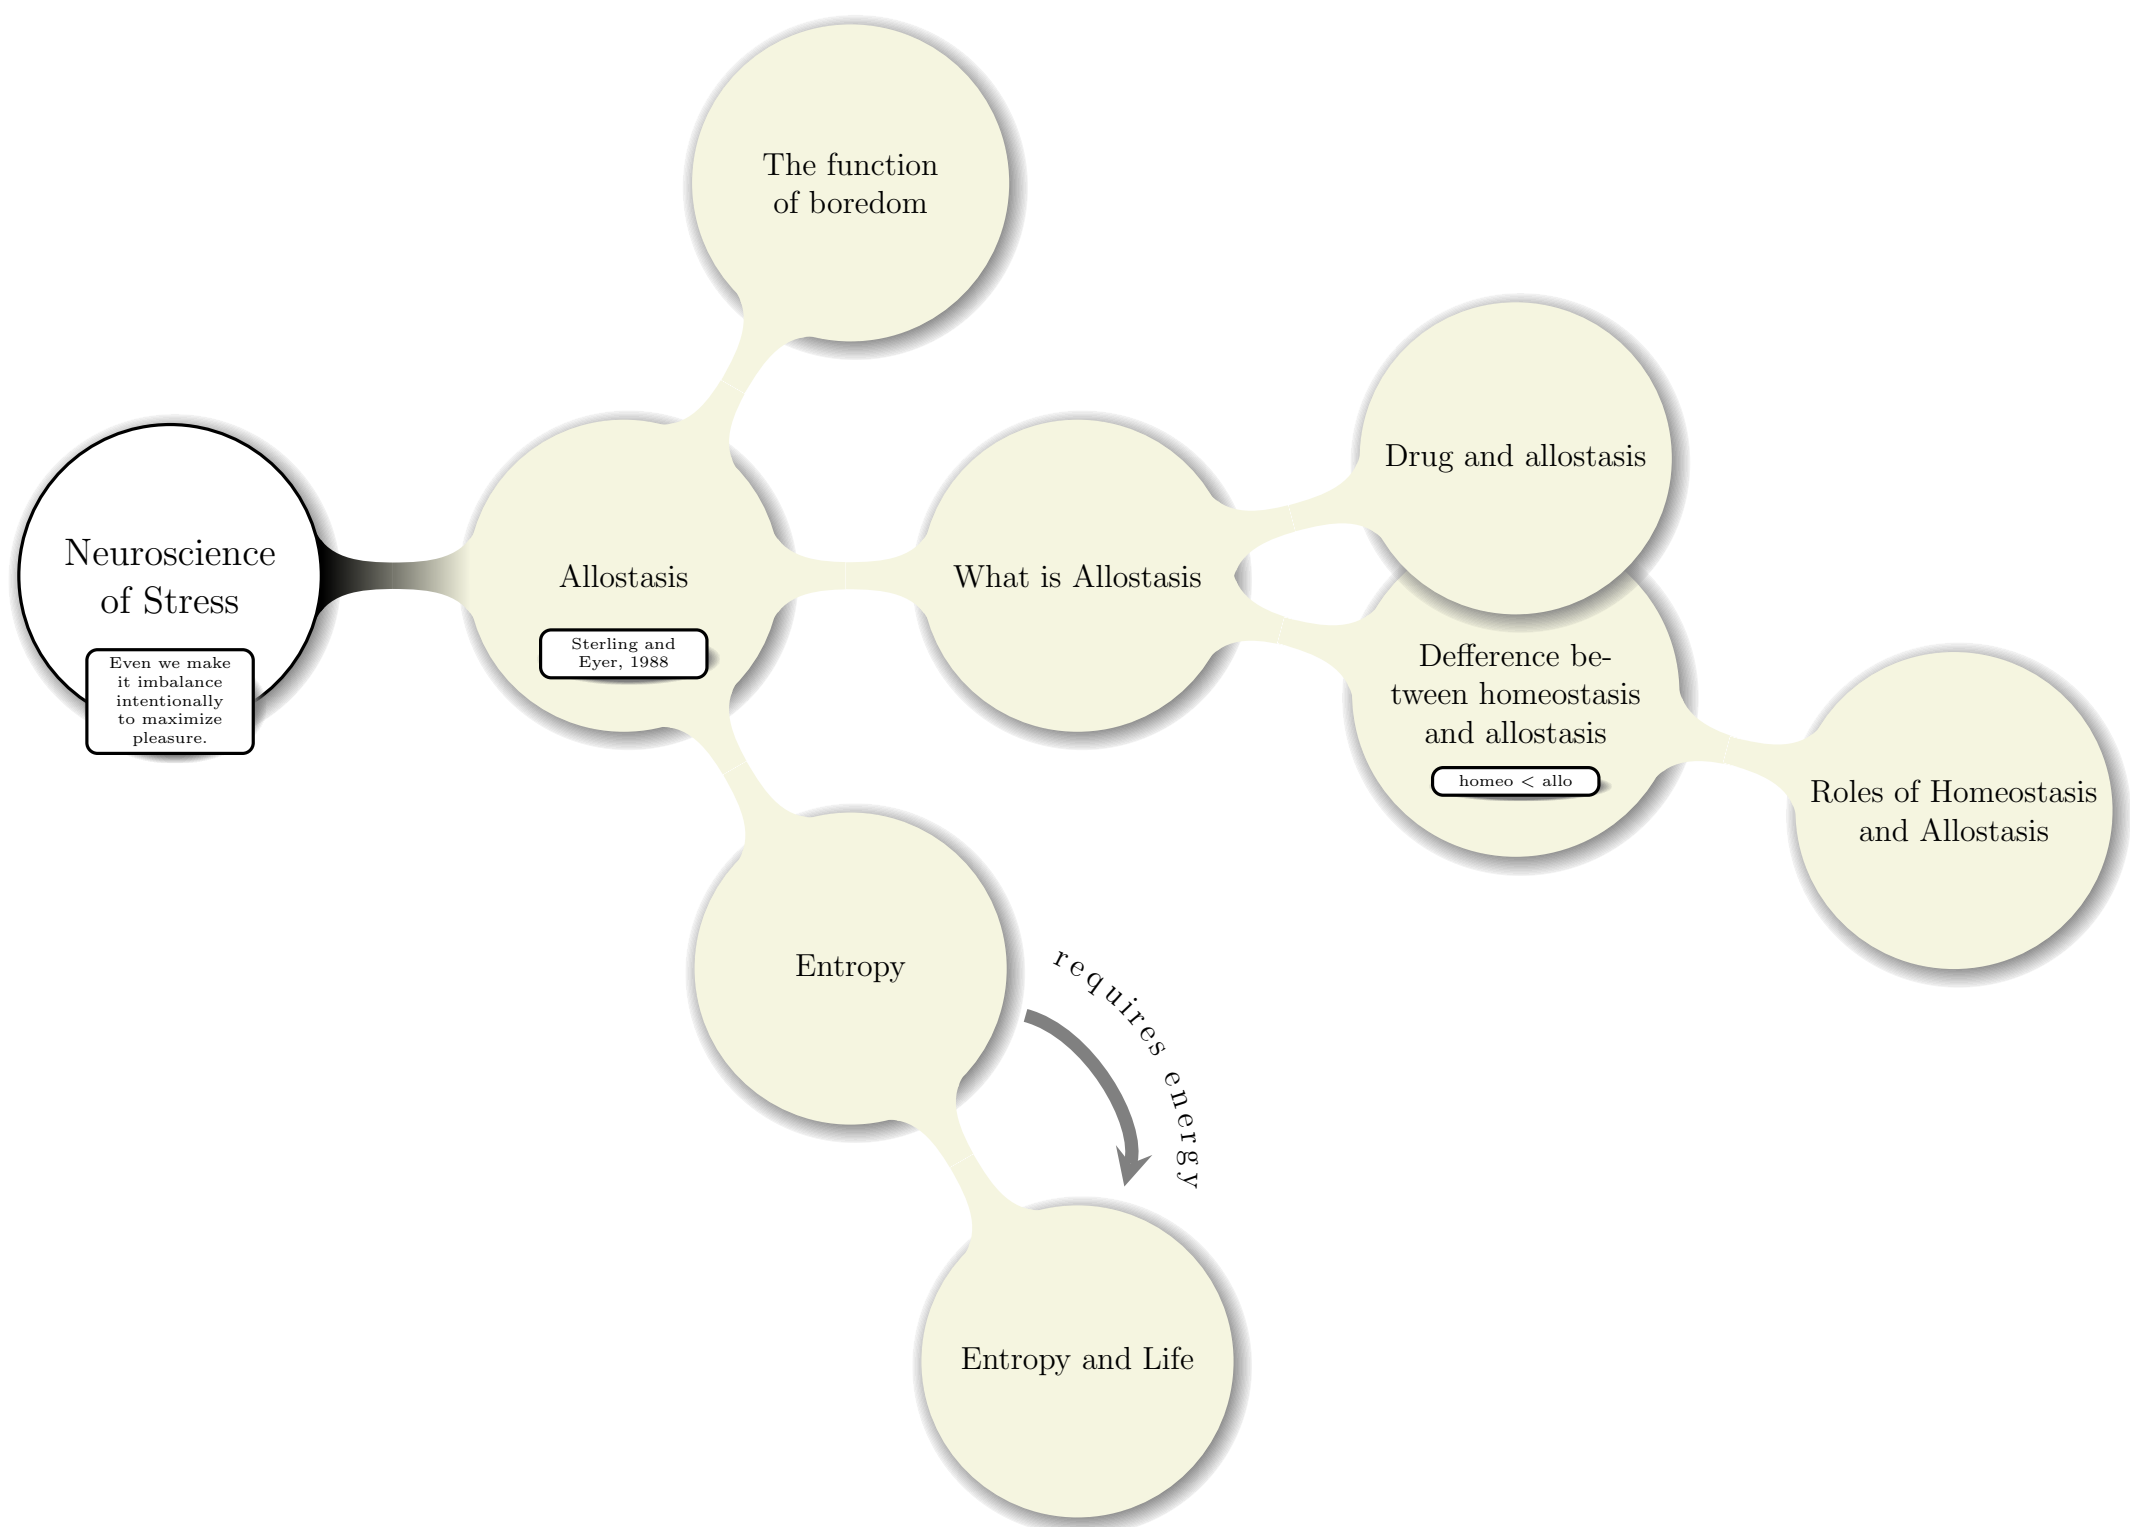 The function
of boredom
Neuroscience
of Stress
Even we make
it imbalance
intentionally
to maximize
pleasure.
Allostasis
Sterling and
Eyer, 1988
What is Allostasis
Drug and allostasis
Defference be-
tween homeostasis
and allostasis
homeo < allo
Roles of Homeostasis
and Allostasis
Entropy
requires energy
Entropy and Life